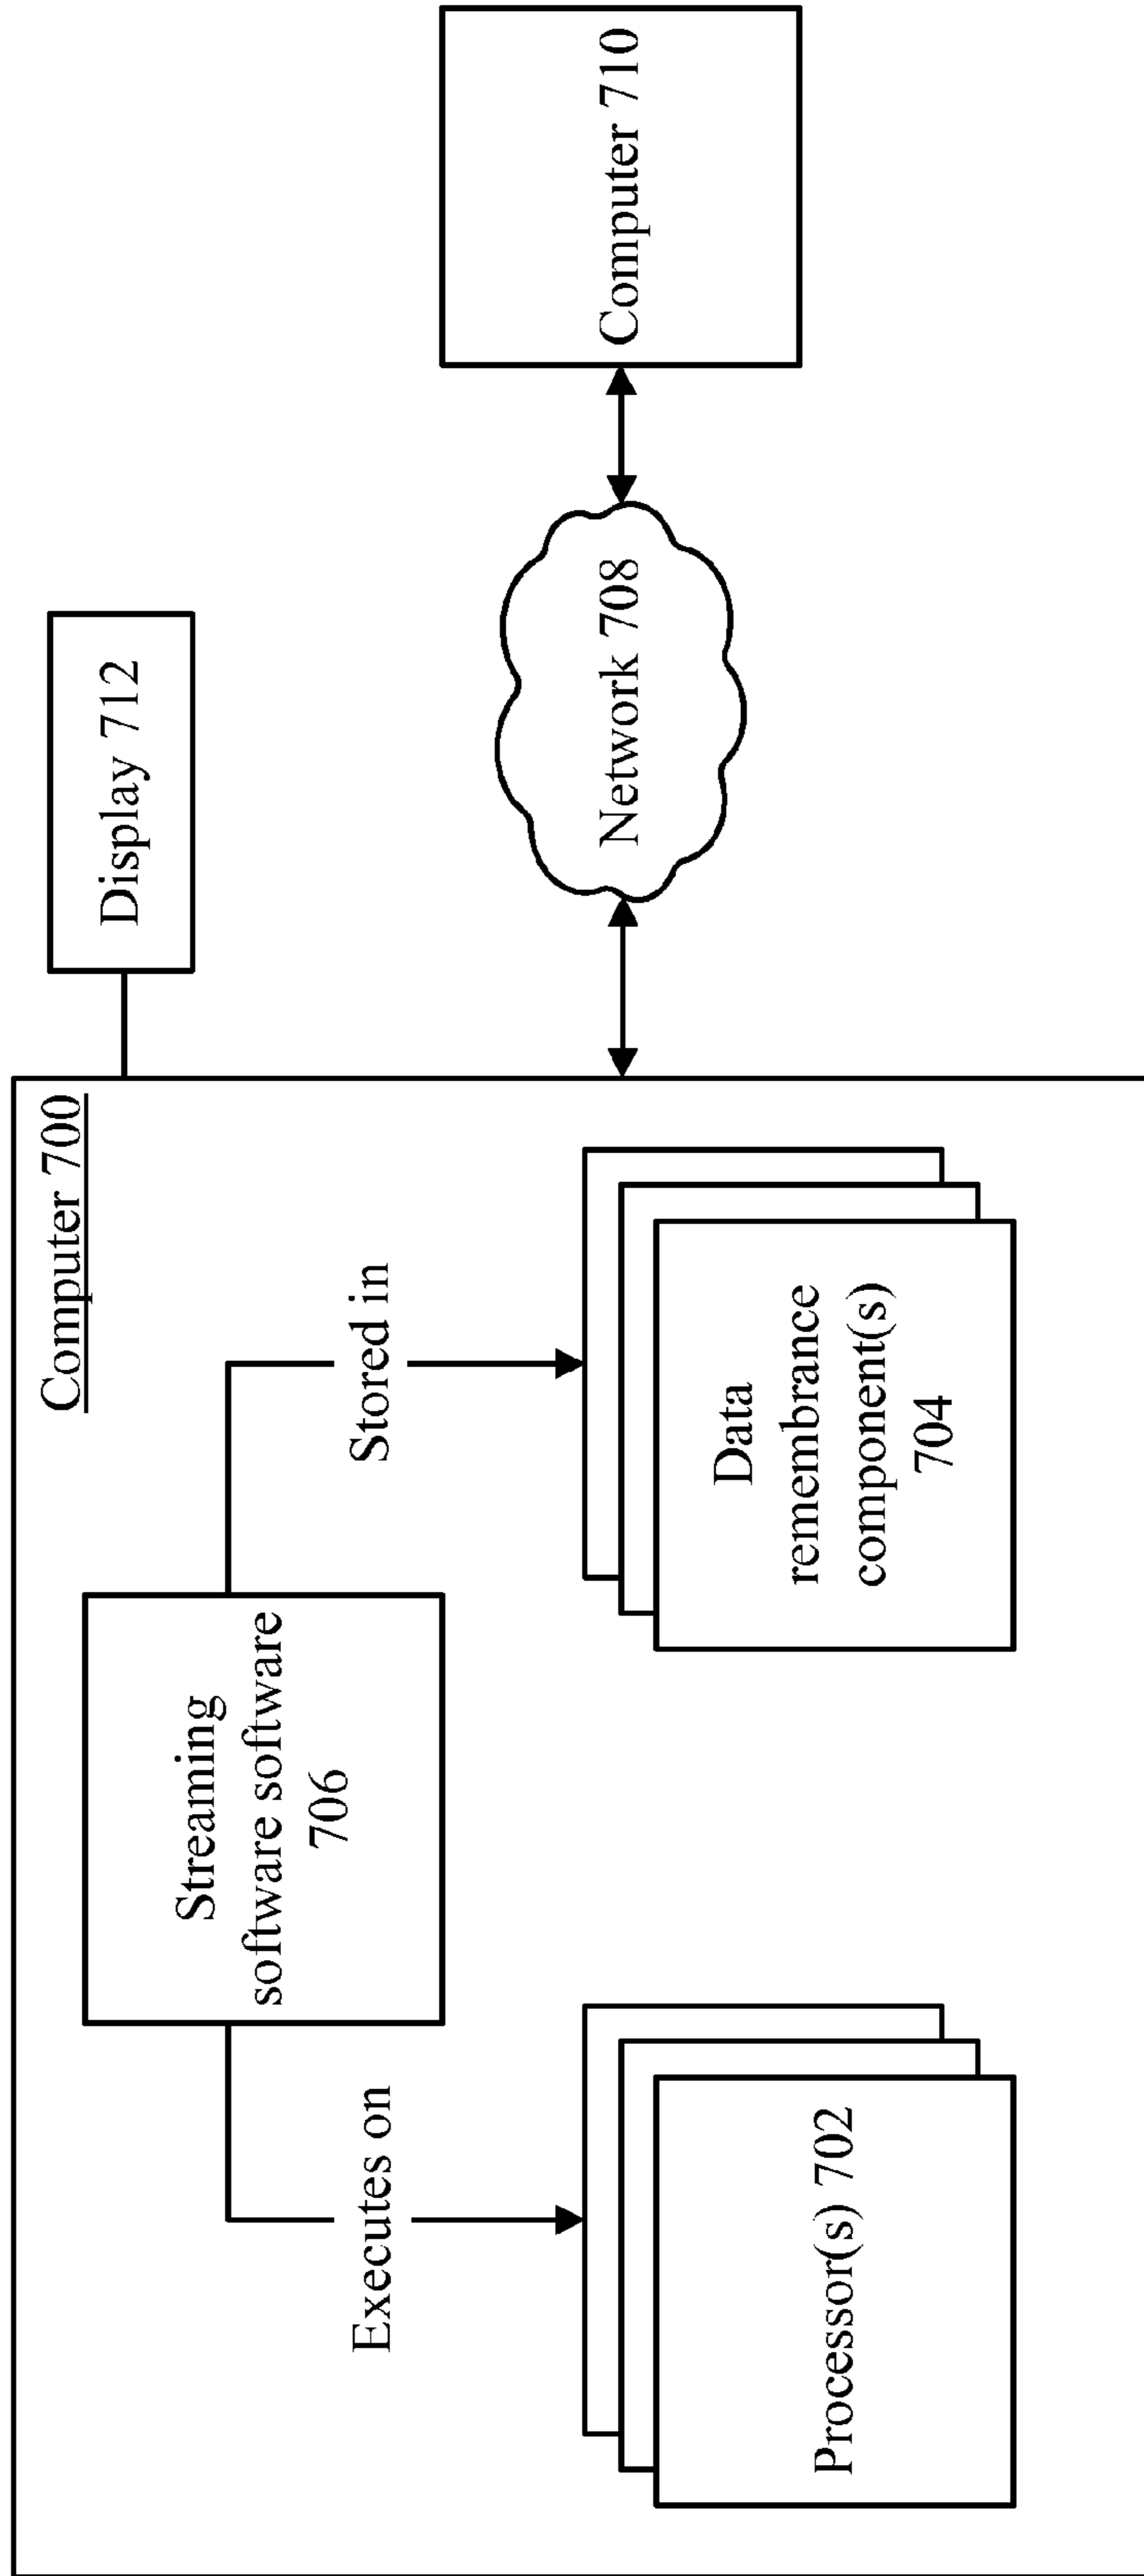 Computer 700
Streaming
software software
706
Executes on
Stored in
Processor(s) 702
Data
remembrance
component(s)
704
Display 712
Network 708
Computer 710